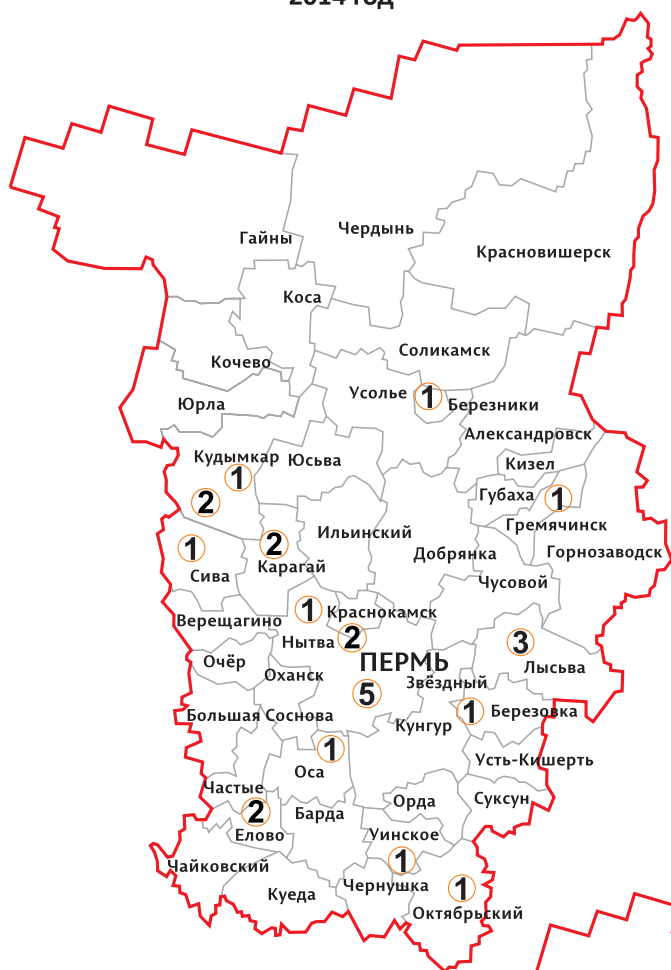 2014 год
Гайны
Чердынь
Красновишерск
Коса
Соликамск
Кочево
Усолье
1
Березники
Юрла
Александровск
Кудымкар
1
Юсьва
Кизел
2
Губаха
1
Гремячинск
1
Сива
2
Карагай
Ильинский
Добрянка
Горнозаводск
Чусовой
1
Краснокамск
Верещагино
Нытва
2
3
Лысьва
Очёр
ПЕРМЬ
Оханск
Звёздный
5
Большая Соснова
Кунгур
1
Березовка
1
Оса
Усть-Кишерть
Частые
2
Елово
Барда
Орда
Суксун
Уинское
1
Чайковский
Куеда
Чернушка
1
Октябрьский